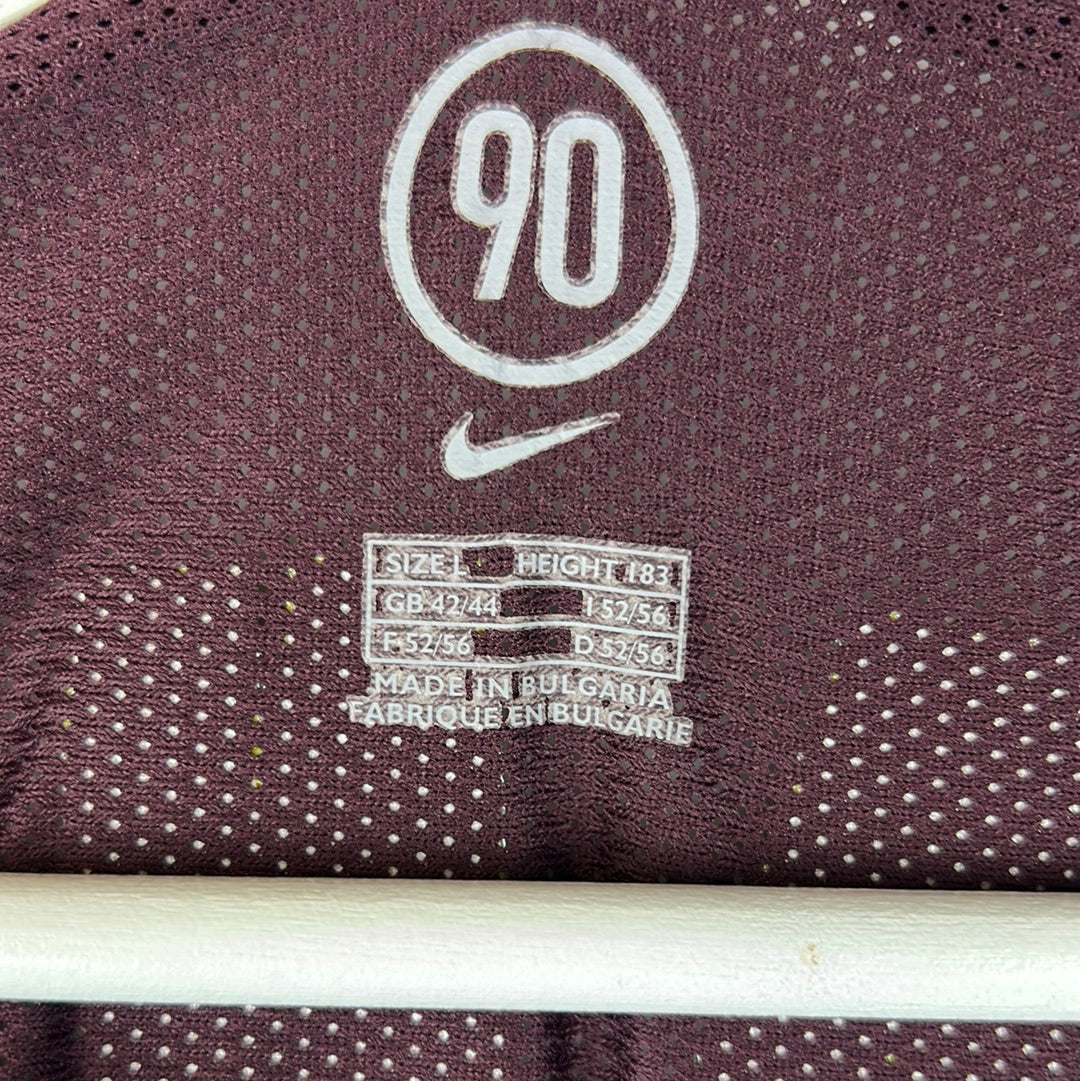 90
SIZE L HEIGHT 183
GB 42/44 I 52/56
F 52/56 D 52/56
MADE IN BULGARIA
FABRIQUE EN BULGARIE